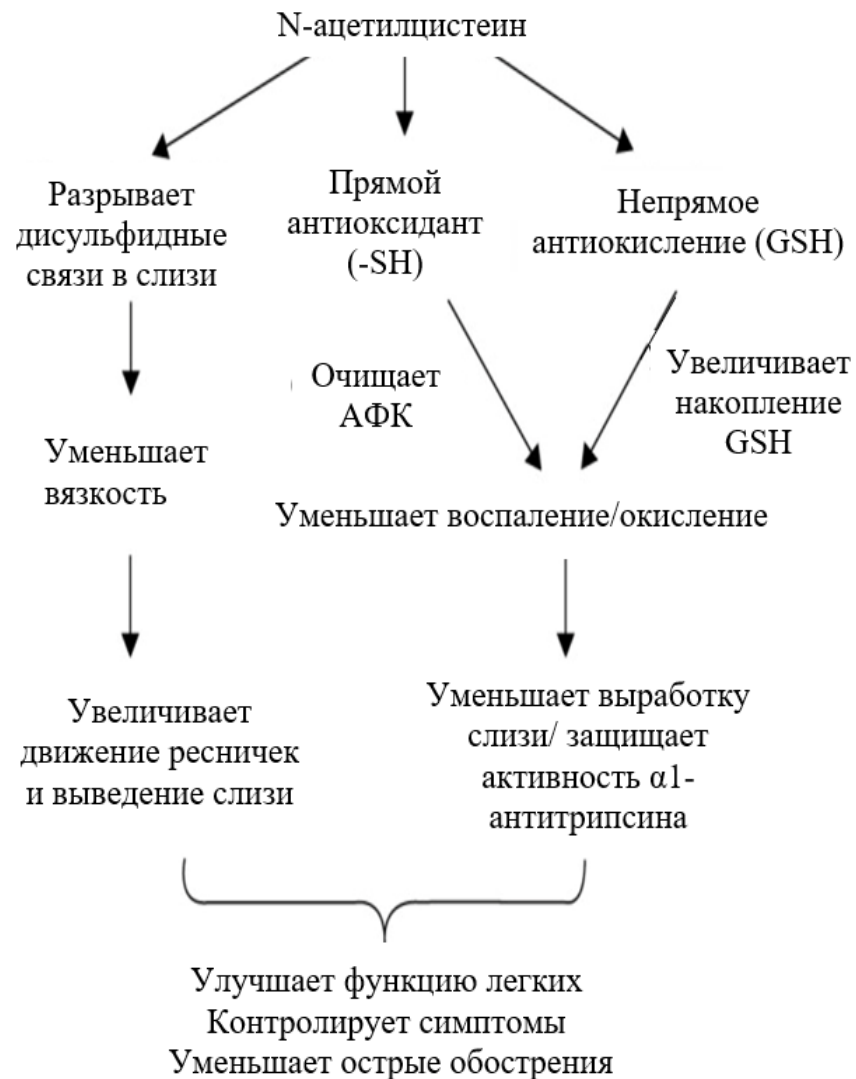 N-ацетилцистеин
Разрывает
дисульфидные
связи в слизи
Прямой
антиоксидант
(-SH)
Непрямое
антиокисление (GSH)
Очищает
АФК
Увеличивает
накопление
GSH
Уменьшает
вязкость
Уменьшает воспаление/окисление
Увеличивает
движение ресничек
и выведение слизи
Уменьшает выработку
слизи/ защищает
активность α1-
антитрипсина
Улучшает функцию легких
Контролирует симптомы
Уменьшает острые обострения